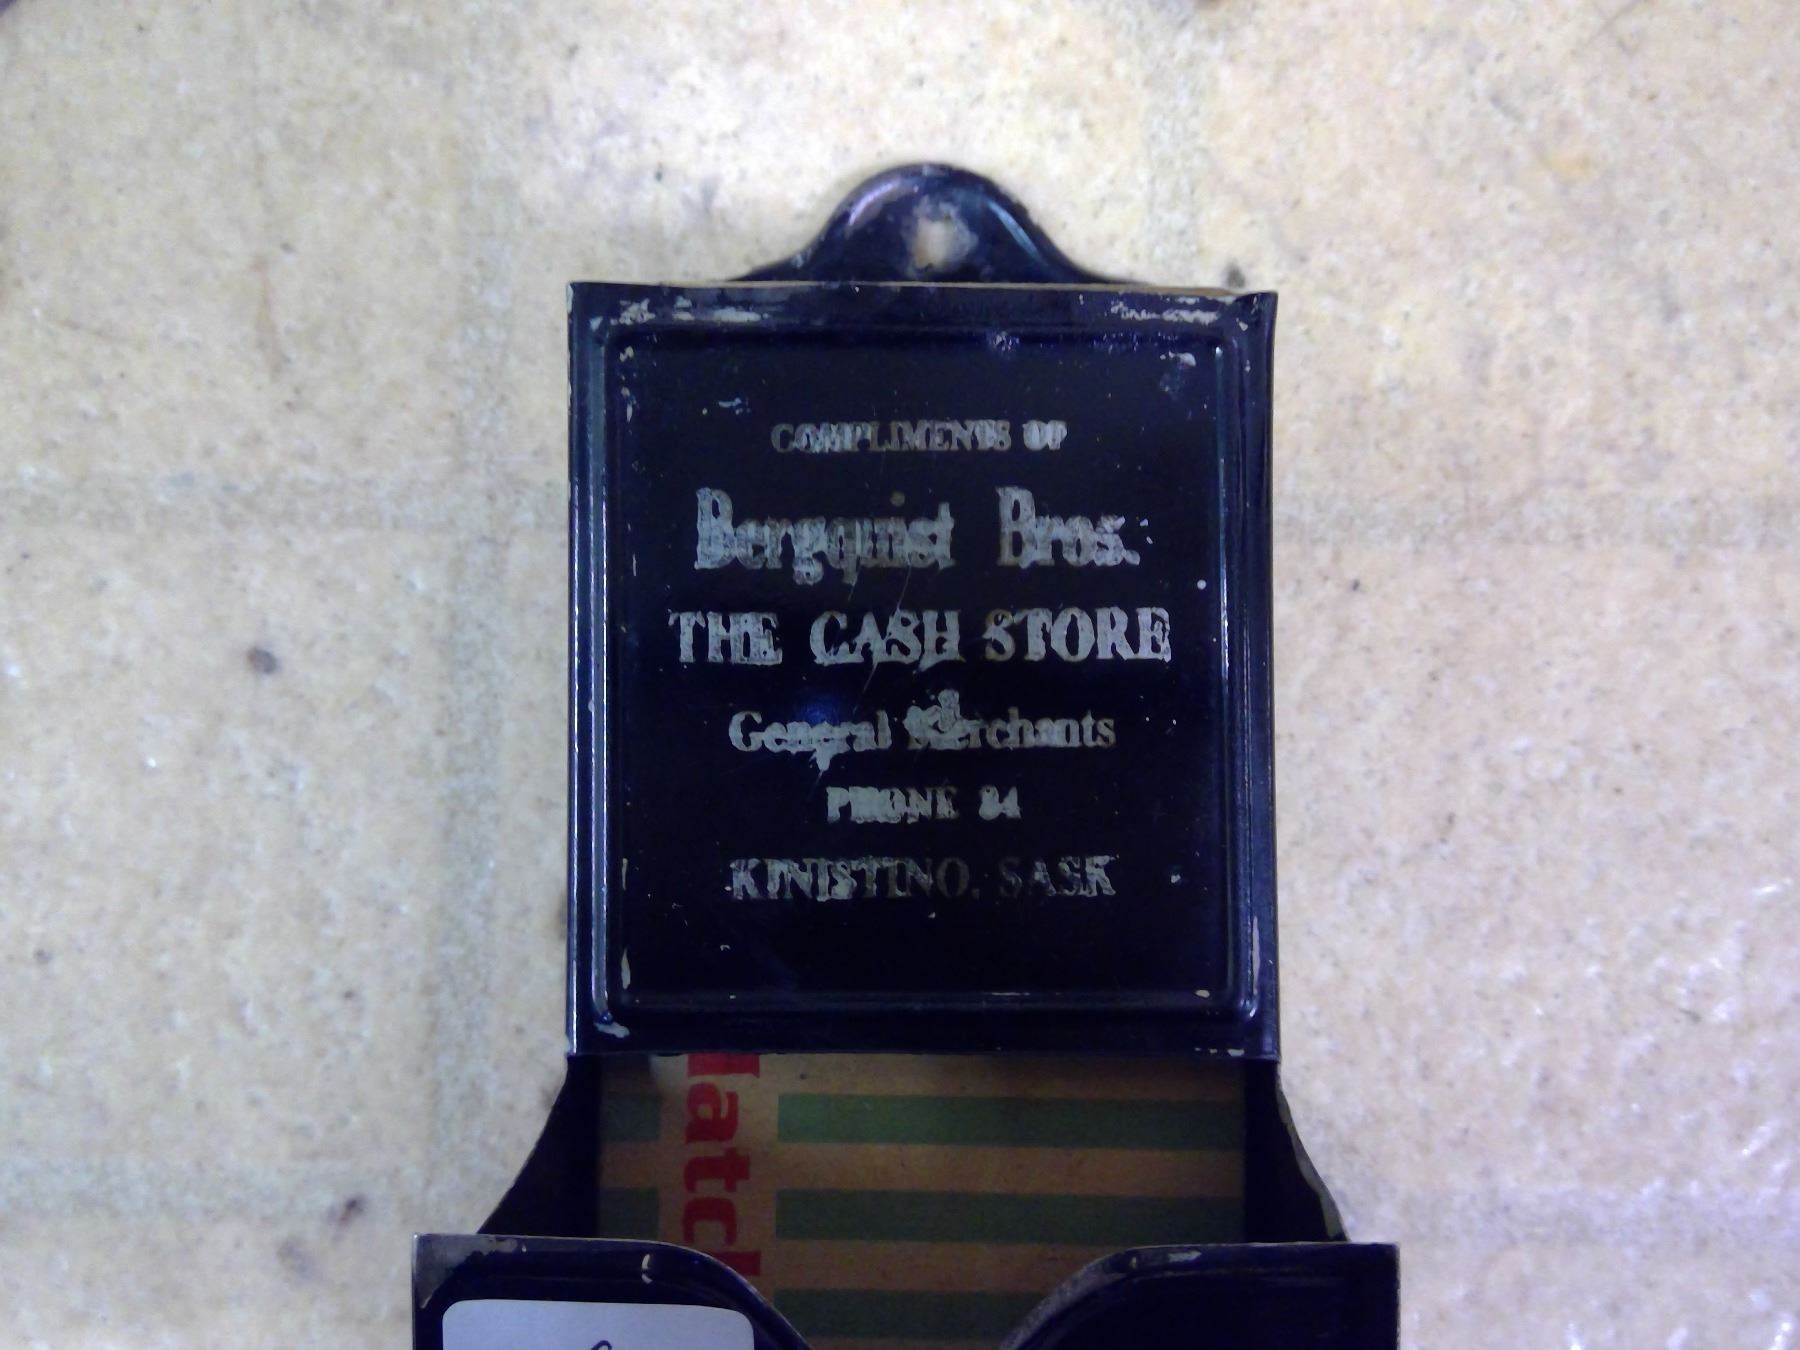 COMPLIMENTS OF
Bergquist Bros.
THE CASH STORE
General Merchants
PHONE 84
KINISTINO, SASK
Match